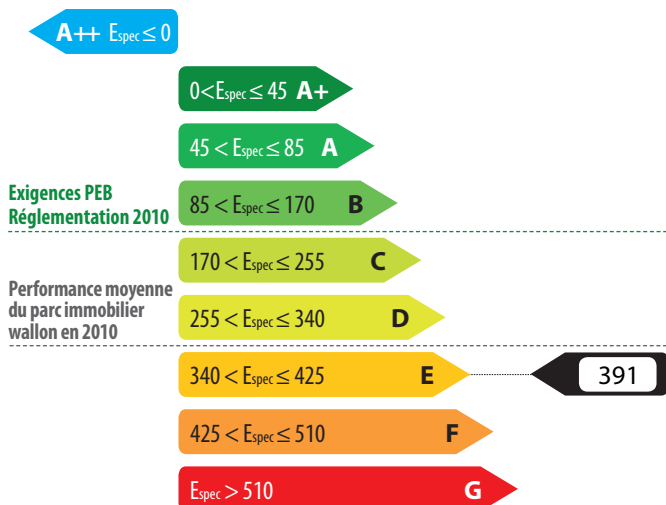 A++ Espec ≤ 0
0<Espec ≤ 45 A+
45 < Espec ≤ 85 A
Exigences PEB
Réglementation 2010
85 < Espec ≤ 170 B
170 < Espec ≤ 255 C
Performance moyenne
du parc immobilier
wallon en 2010
255 < Espec ≤ 340 D
340 < Espec ≤ 425 E
391
425 < Espec ≤ 510 F
Espec > 510 G